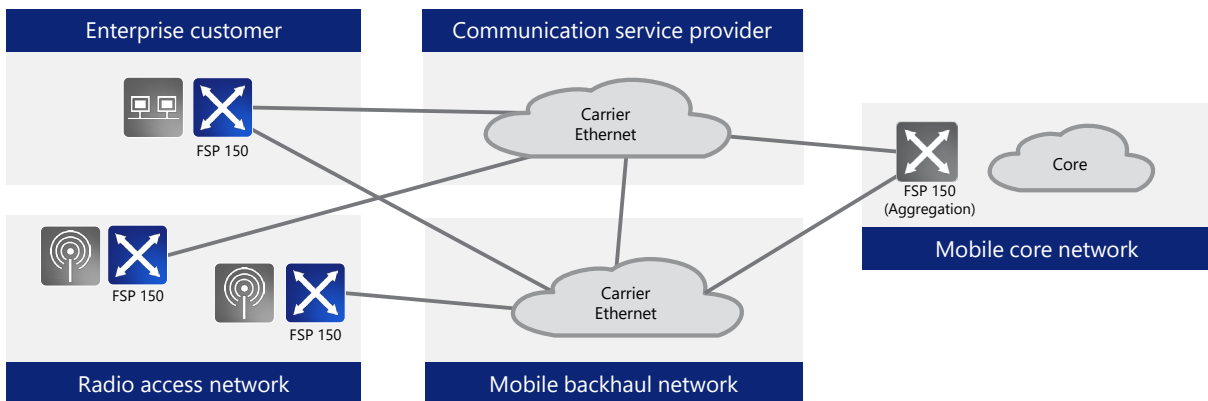 Enterprise customer
FSP 150
Communication service provider
Carrier
Ethernet
FSP 150
(Aggregation)
Core
Mobile core network
FSP 150
FSP 150
Radio access network
Carrier
Ethernet
Mobile backhaul network